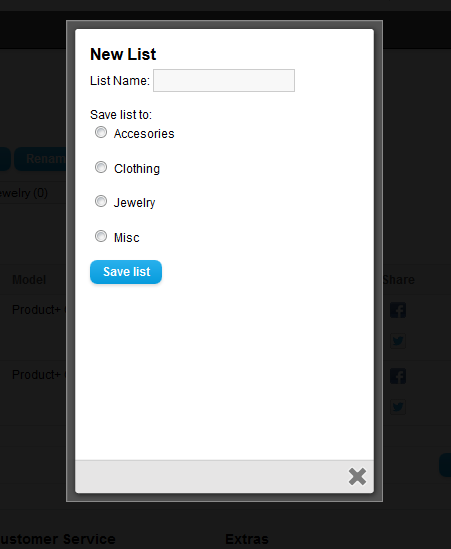 New List
List Name:
Save list to:
Accesories
Clothing
Jewelry
Misc
Save list
Renam
ewelry (0)
Model
Share
Product+
Product+
ustomer Service
Extras